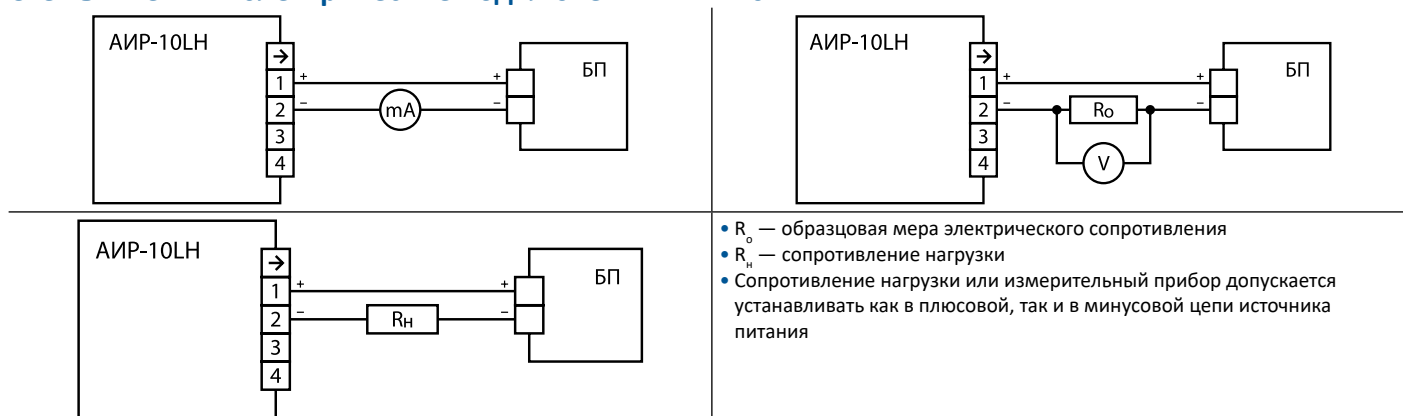 АИР-10LH
→
1
2
3
4
+
–
mA
+
–
БП
АИР-10LH
→
1
2
3
4
+
–
Rо
V
+
–
БП
АИР-10LH
→
1
2
3
4
+
–
Rн
+
–
БП
• Rо — образцовая мера электрического сопротивления
• Rн — сопротивление нагрузки
• Сопротивление нагрузки или измерительный прибор допускается
устанавливать как в плюсовой, так и в минусовой цепи источника
питания